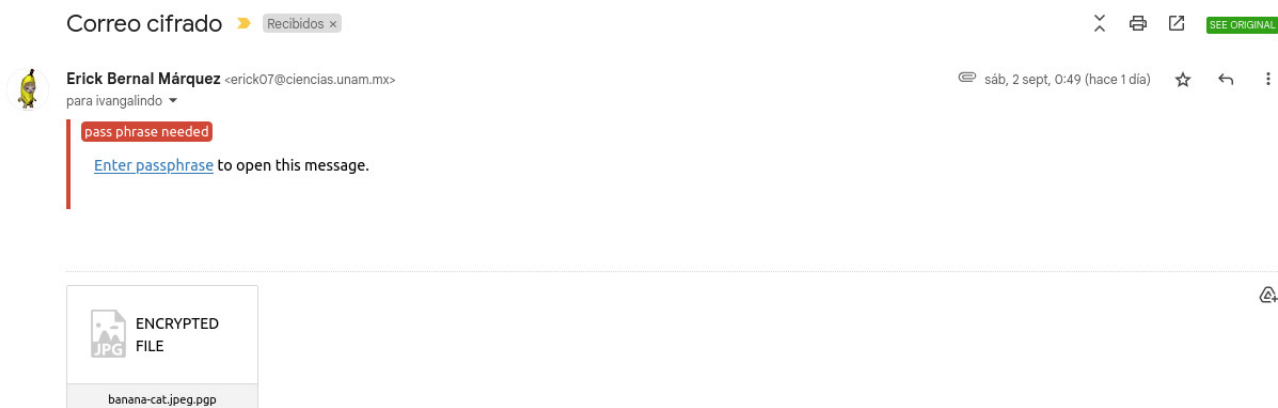 Correo cifrado Recibidos ×
SEE ORIGINAL
Erick Bernal Márquez <erick07@ciencias.unam.mx>
sáb, 2 sept, 0:49 (hace 1 día)
para ivangalindo
pass phrase needed
Enter passphrase to open this message.
JPG
ENCRYPTED
FILE
banana-cat.jpeg.pgp